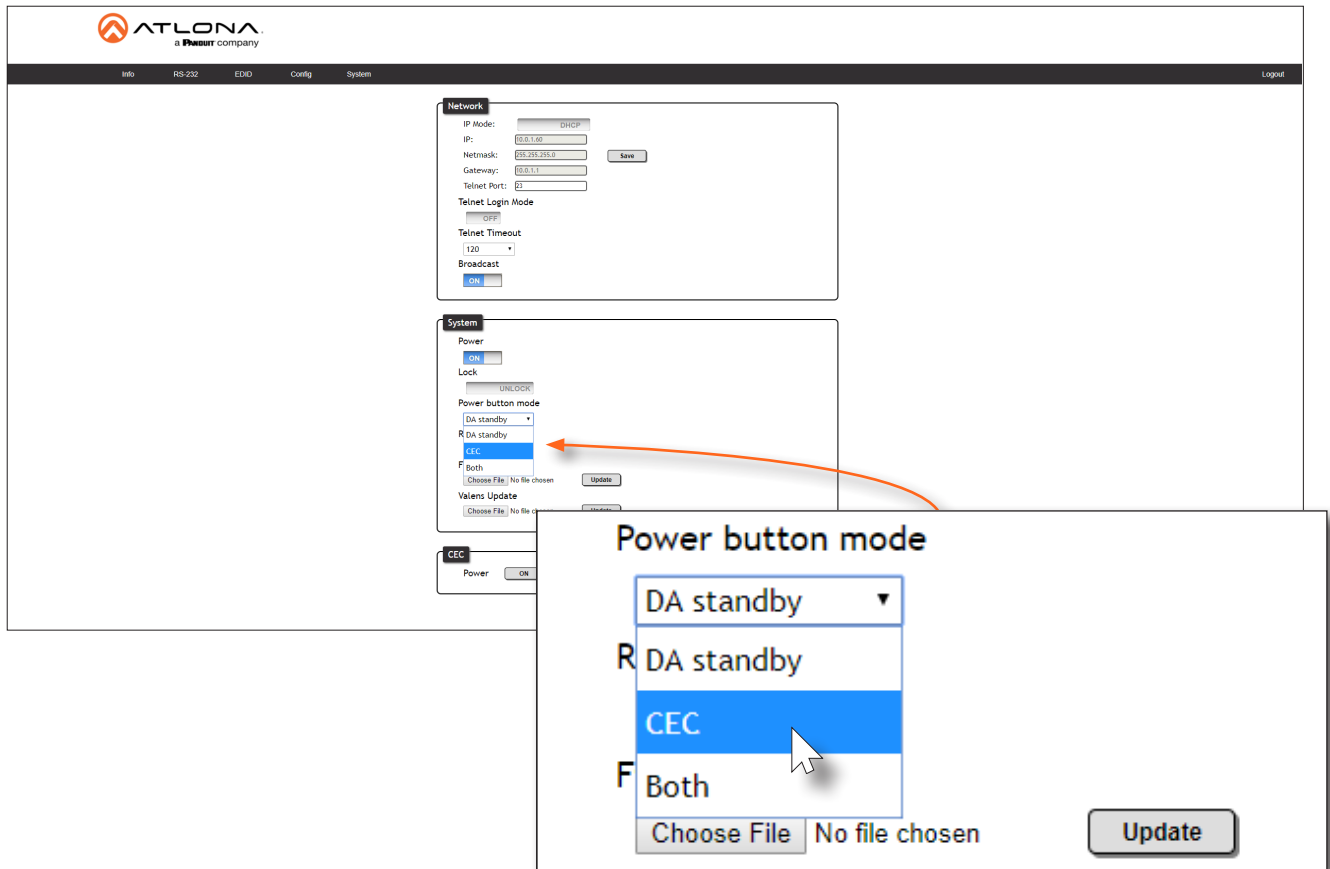 ATLONA
a PANDUIT company
Info RS-232 EDID Config System Logout
Network
IP Mode: DHCP
IP: 10.0.1.60
Netmask: 255.255.255.0 Save
Gateway: 10.0.1.1
Telnet Port: 23
Telnet Login Mode
OFF
Telnet Timeout
120
Broadcast
ON
System
Power
ON
Lock
UNLOCK
Power button mode
DA standby
R DA standby
CEC
F Both
Choose File No file chosen Update
Valens Update
Choose File No file
CEC
Power ON
Power button mode
DA standby
R DA standby
CEC
F Both
Choose File No file chosen Update